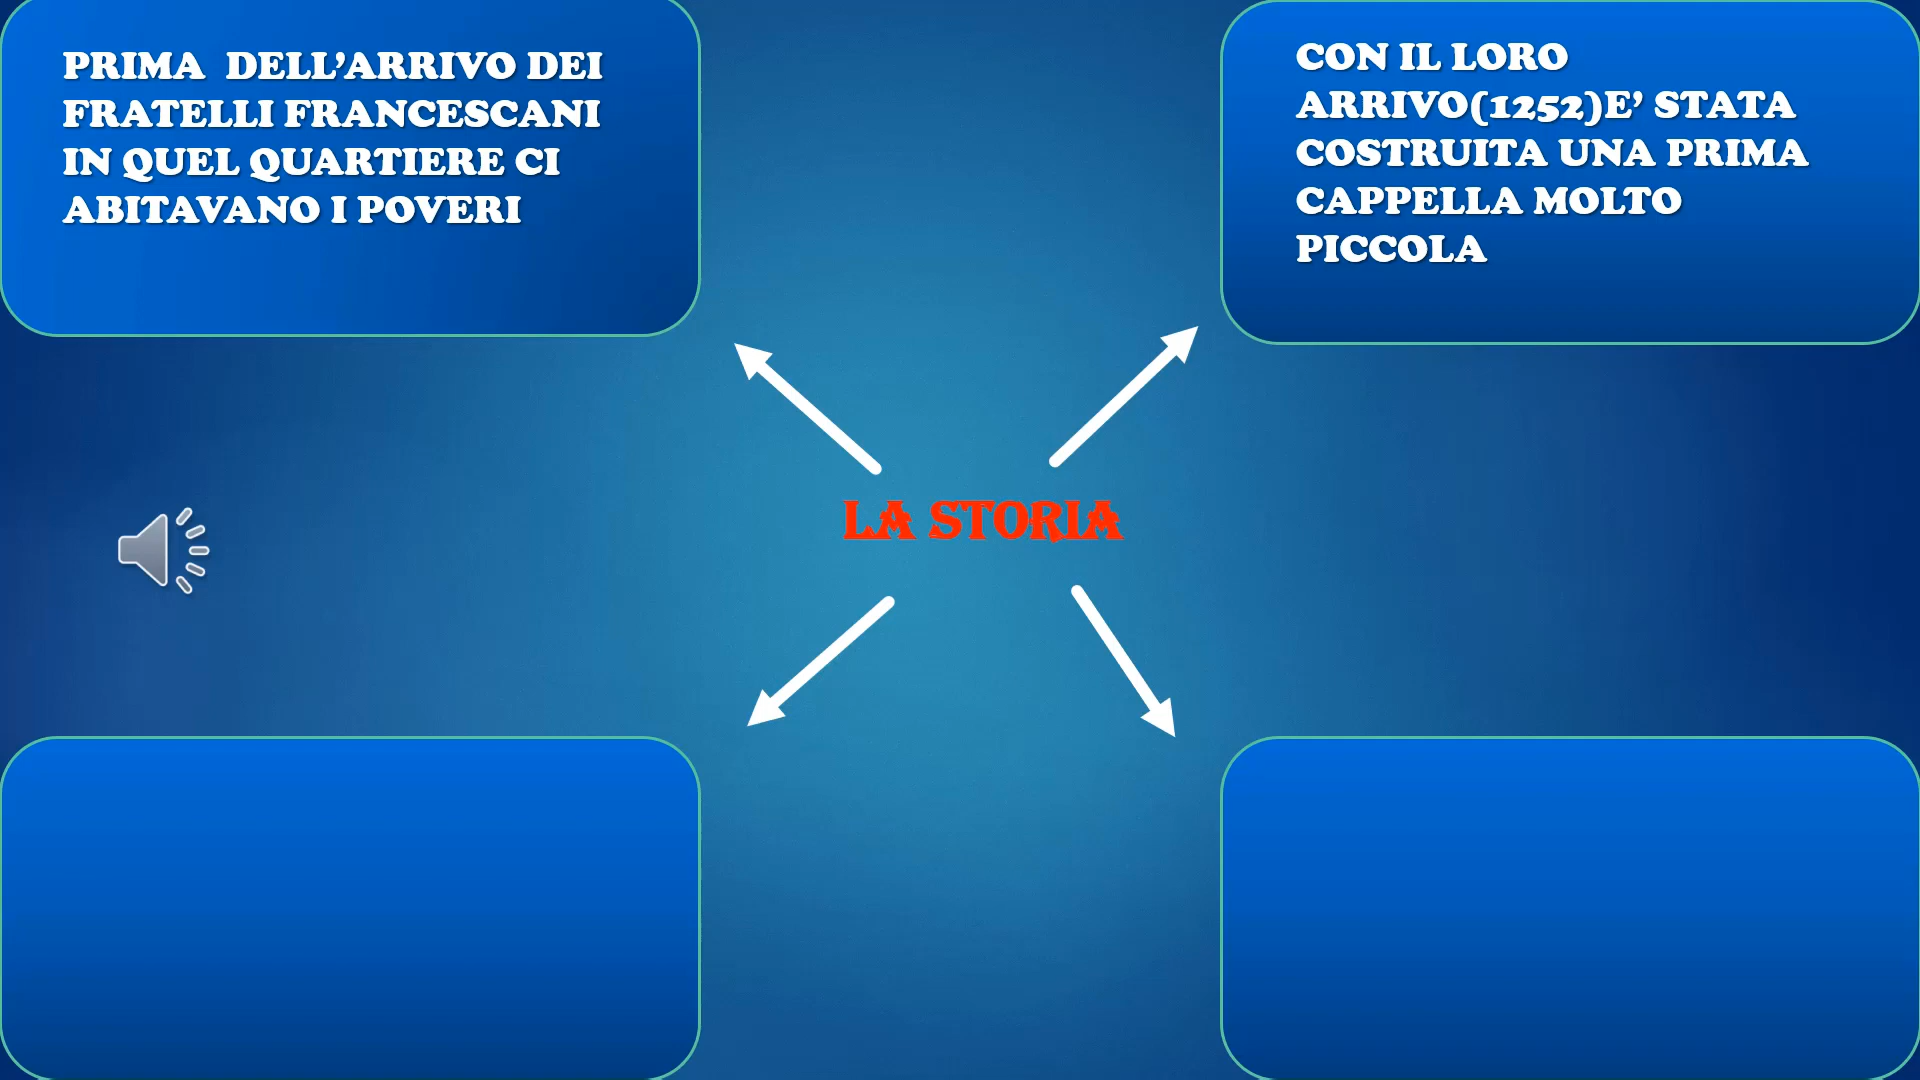 PRIMA  DELL’ARRIVO DEI
FRATELLI FRANCESCANI
IN QUEL QUARTIERE CI
ABITAVANO I POVERI
CON IL LORO
ARRIVO(1252)E’ STATA
COSTRUITA UNA PRIMA
CAPPELLA MOLTO
PICCOLA
LA STORIA